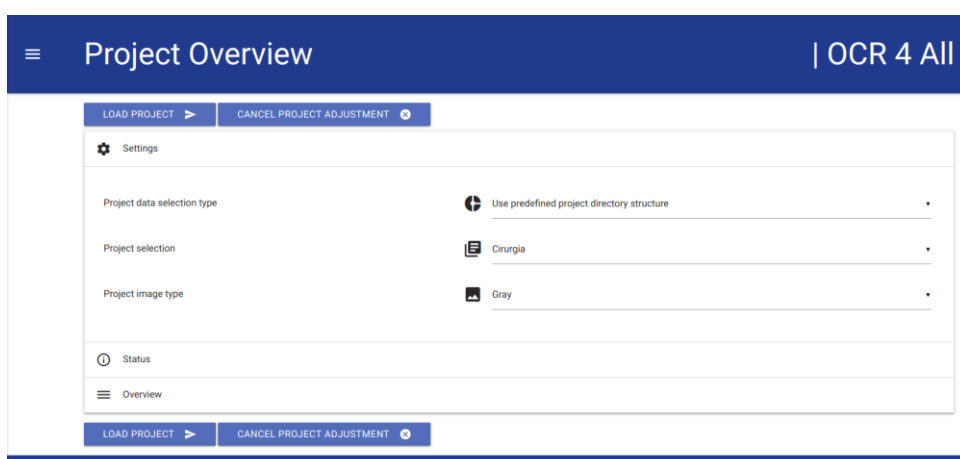 Project Overview | OCR 4 All
LOAD PROJECT CANCEL PROJECT ADJUSTMENT
Settings
Project data selection type Use predefined project directory structure
Project selection Cirurgia
Project image type Gray
Status
Overview
LOAD PROJECT CANCEL PROJECT ADJUSTMENT